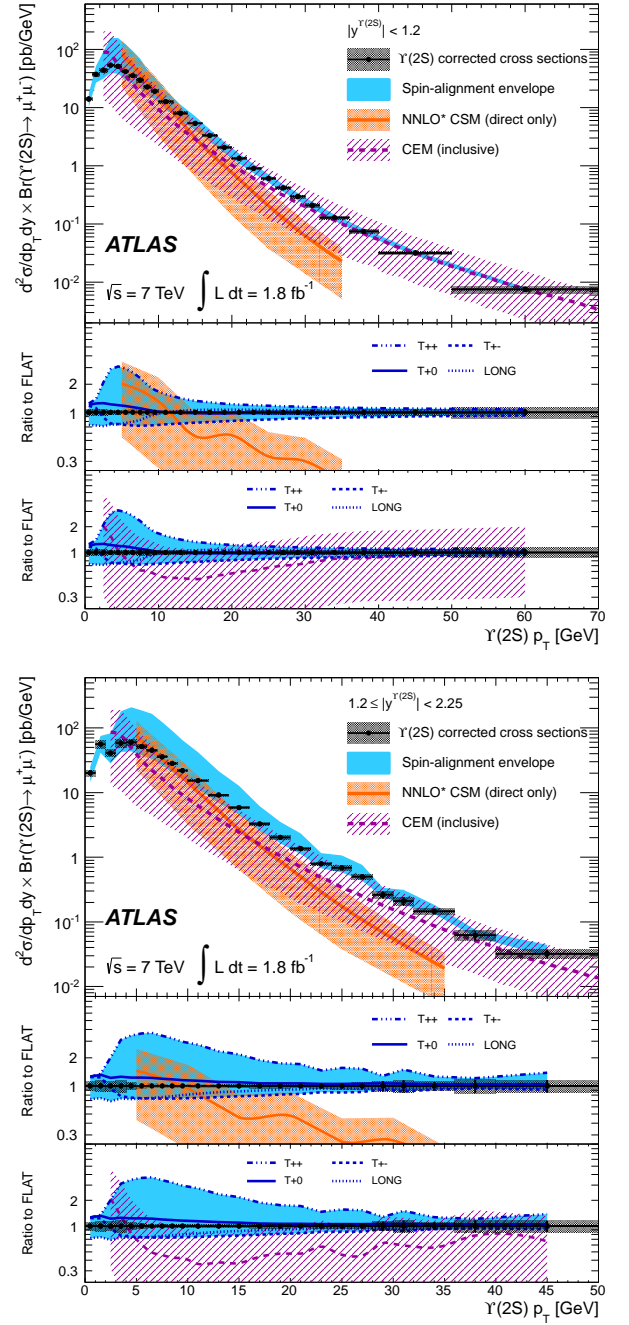 |y^Υ(2S)| < 1.2
Υ(2S) corrected cross sections
Spin-alignment envelope
NNLO* CSM (direct only)
CEM (inclusive)
d²σ/dp_T dy × Br(Υ(2S)→ μ⁺μ⁻) [pb/GeV]
10²
10
1
10⁻¹
10⁻²
ATLAS
√s = 7 TeV ∫ L dt = 1.8 fb⁻¹
Ratio to FLAT
T++ T+-
T+0 LONG
2
1
0.3
Ratio to FLAT
T++ T+-
T+0 LONG
2
1
0.3
0 10 20 30 40 50 60 70
Υ(2S) p_T [GeV]
1.2 ≤ |y^Υ(2S)| < 2.25
Υ(2S) corrected cross sections
Spin-alignment envelope
NNLO* CSM (direct only)
CEM (inclusive)
d²σ/dp_T dy × Br(Υ(2S)→ μ⁺μ⁻) [pb/GeV]
10²
10
1
10⁻¹
10⁻²
ATLAS
√s = 7 TeV ∫ L dt = 1.8 fb⁻¹
Ratio to FLAT
T++ T+-
T+0 LONG
2
1
0.3
Ratio to FLAT
T++ T+-
T+0 LONG
2
1
0.3
0 5 10 15 20 25 30 35 40 45 50
Υ(2S) p_T [GeV]